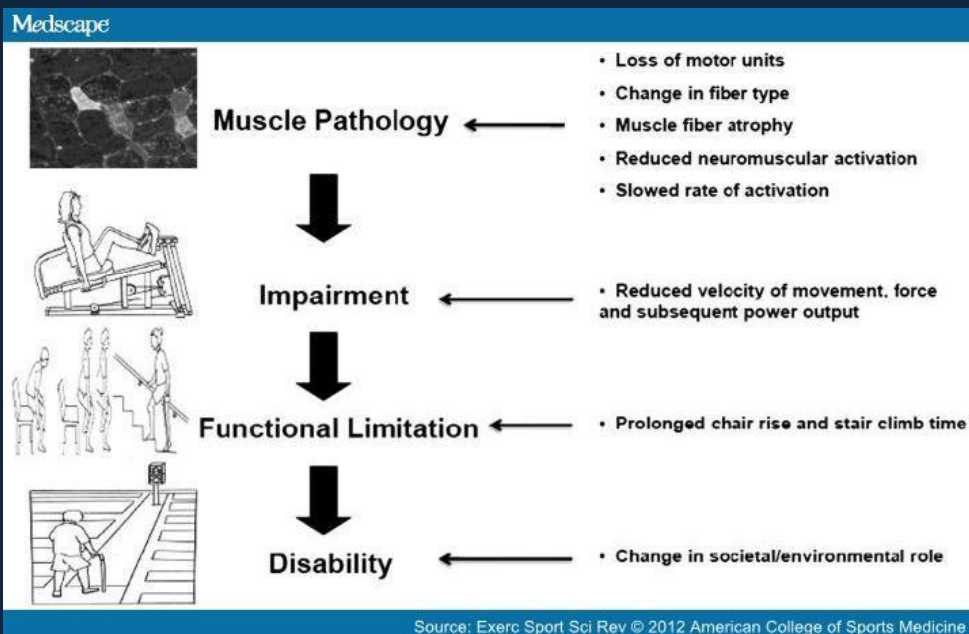 Medscape
Muscle Pathology
• Loss of motor units
• Change in fiber type
• Muscle fiber atrophy
• Reduced neuromuscular activation
• Slowed rate of activation
Impairment
• Reduced velocity of movement, force
and subsequent power output
Functional Limitation
• Prolonged chair rise and stair climb time
Disability
• Change in societal/environmental role
Source: Exerc Sport Sci Rev © 2012 American College of Sports Medicine